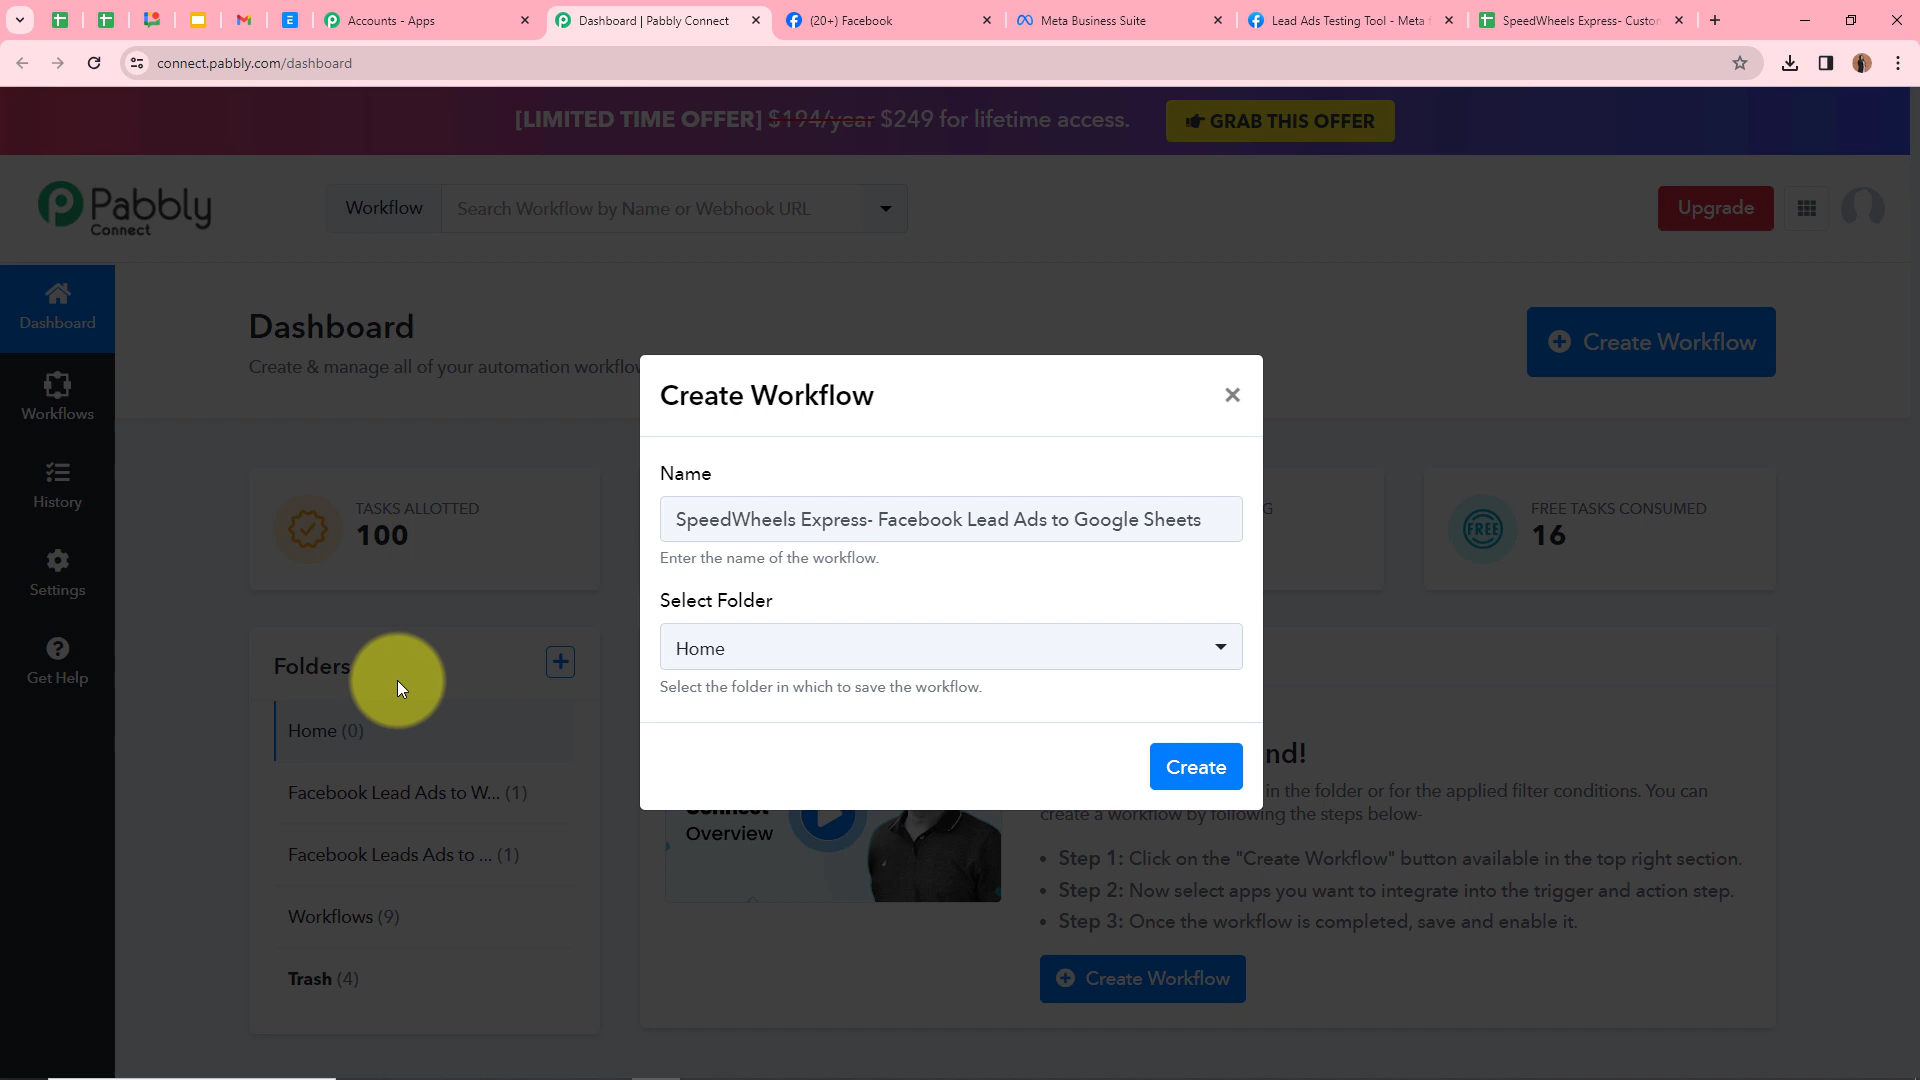 Accounts - Apps
Dashboard | Pabbly Connect
(20+) Facebook
Meta Business Suite
Lead Ads Testing Tool - Meta f
SpeedWheels Express- Custo
connect.pabbly.com/dashboard
[LIMITED TIME OFFER] $194/year $249 for lifetime access.
GRAB THIS OFFER
Pabbly
Connect
Workflow
Search Workflow by Name or Webhook URL
Upgrade
Dashboard
Workflows
History
Settings
Get Help
Dashboard
Create & manage all of your automation workflo
Create Workflow
TASKS ALLOTTED
100
G
FREE
FREE TASKS CONSUMED
16
Create Workflow
Name
SpeedWheels Express- Facebook Lead Ads to Google Sheets
Enter the name of the workflow.
Select Folder
Home
Select the folder in which to save the workflow.
Create
Folders
Home (0)
Facebook Lead Ads to W... (1)
Facebook Leads Ads to ... (1)
Workflows (9)
Trash (4)
Connect
Overview
nd!
in the folder or for the applied filter conditions. You can
create a workflow by following the steps below-
• Step 1: Click on the "Create Workflow" button available in the top right section.
• Step 2: Now select apps you want to integrate into the trigger and action step.
• Step 3: Once the workflow is completed, save and enable it.
Create Workflow